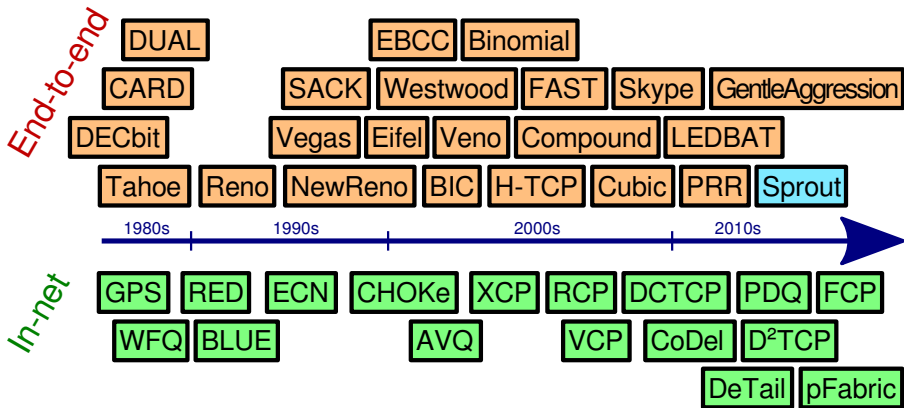 End-to-end
DUAL EBCC Binomial
CARD SACK Westwood FAST Skype GentleAggression
DECbit Vegas Eifel Veno Compound LEDBAT
Tahoe Reno NewReno BIC H-TCP Cubic PRR Sprout
1980s 1990s 2000s 2010s
In-net
GPS RED ECN CHOKe XCP RCP DCTCP PDQ FCP
WFQ BLUE AVQ VCP CoDel D²TCP
DeTail pFabric